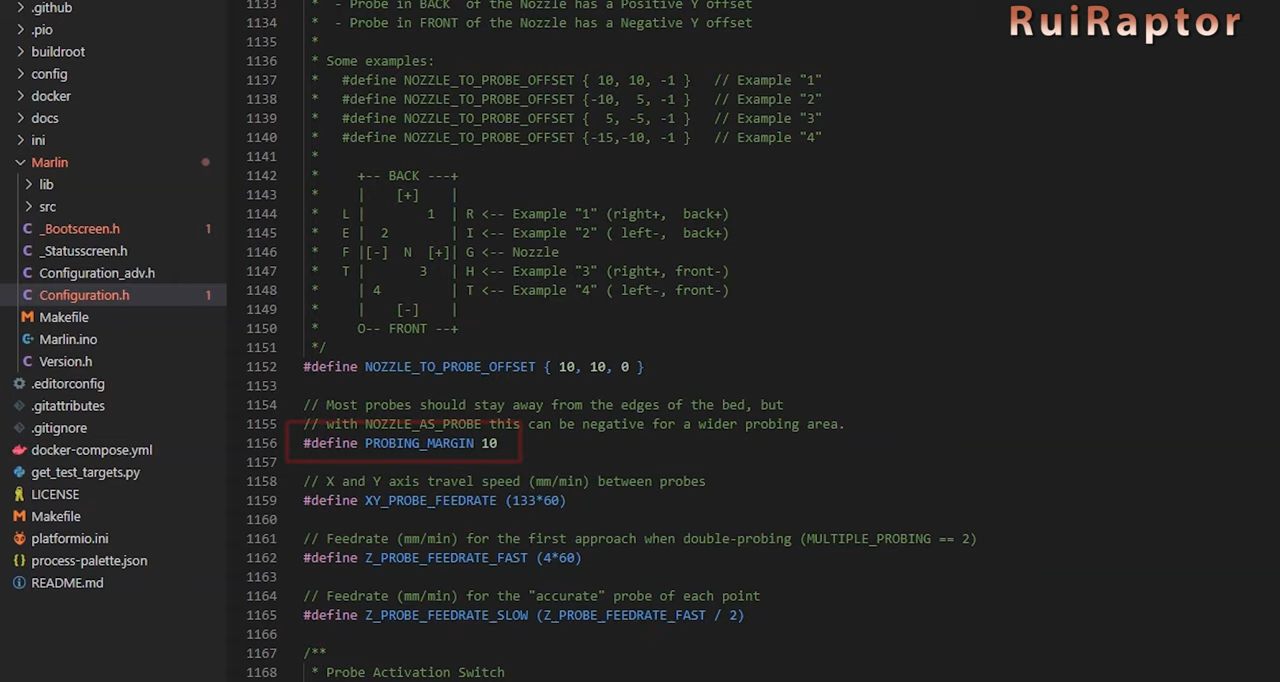 RuiRaptor
.github
.pio
buildroot
config
docker
docs
ini
Marlin
lib
src
_Bootscreen.h 1
_Statusscreen.h
Configuration_adv.h
Configuration.h 1
Makefile
Marlin.ino
Version.h
.editorconfig
.gitattributes
.gitignore
docker-compose.yml
get_test_targets.py
LICENSE
Makefile
platformio.ini
process-palette.json
README.md
1133 * - Probe in BACK  of the Nozzle has a Positive Y offset
1134 * - Probe in FRONT of the Nozzle has a Negative Y offset
1135 *
1136 * Some examples:
1137 *   #define NOZZLE_TO_PROBE_OFFSET { 10, 10, -1 }   // Example "1"
1138 *   #define NOZZLE_TO_PROBE_OFFSET {-10,  5, -1 }   // Example "2"
1139 *   #define NOZZLE_TO_PROBE_OFFSET {  5, -5, -1 }   // Example "3"
1140 *   #define NOZZLE_TO_PROBE_OFFSET {-15,-10, -1 }   // Example "4"
1141 *
1142 *     +-- BACK ---+
1143 *     |    [+]    |
1144 *   L |        1  | R <-- Example "1" (right+,  back+)
1145 *   E |  2        | I <-- Example "2" ( left-,  back+)
1146 *   F |[-]  N  [+]| G <-- Nozzle
1147 *   T |       3   | H <-- Example "3" (right+, front-)
1148 *     | 4         | T <-- Example "4" ( left-, front-)
1149 *     |    [-]    |
1150 *     O-- FRONT --+
1151 */
1152 #define NOZZLE_TO_PROBE_OFFSET { 10, 10, 0 }
1153
1154 // Most probes should stay away from the edges of the bed, but
1155 // with NOZZLE_AS_PROBE this can be negative for a wider probing area.
1156 #define PROBING_MARGIN 10
1157
1158 // X and Y axis travel speed (mm/min) between probes
1159 #define XY_PROBE_FEEDRATE (133*60)
1160
1161 // Feedrate (mm/min) for the first approach when double-probing (MULTIPLE_PROBING == 2)
1162 #define Z_PROBE_FEEDRATE_FAST (4*60)
1163
1164 // Feedrate (mm/min) for the "accurate" probe of each point
1165 #define Z_PROBE_FEEDRATE_SLOW (Z_PROBE_FEEDRATE_FAST / 2)
1166
1167 /**
1168 * Probe Activation Switch